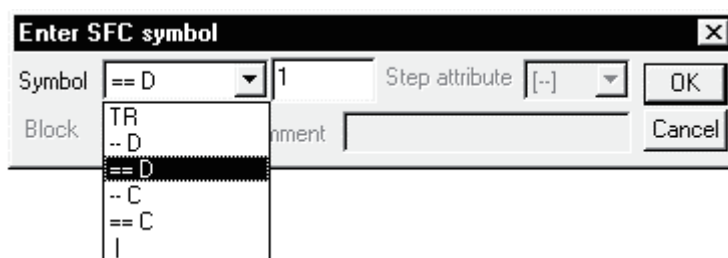 Enter SFC symbol
Symbol == D 1 Step attribute [--] OK
Block mment Cancel
TR
-- D
== D
-- C
== C
|